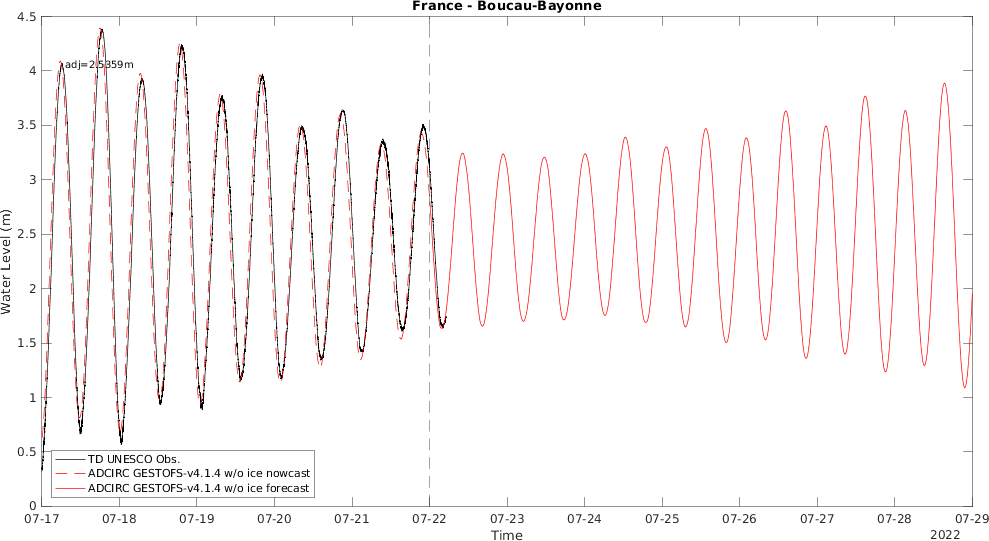 France - Boucau-Bayonne
4.5
4
3.5
3
2.5
2
1.5
1
0.5
0
Water Level (m)
adj=2.5359m
TD UNESCO Obs.
ADCIRC GESTOFS-v4.1.4 w/o ice nowcast
ADCIRC GESTOFS-v4.1.4 w/o ice forecast
07-17 07-18 07-19 07-20 07-21 07-22 07-23 07-24 07-25 07-26 07-27 07-28 07-29
Time
2022